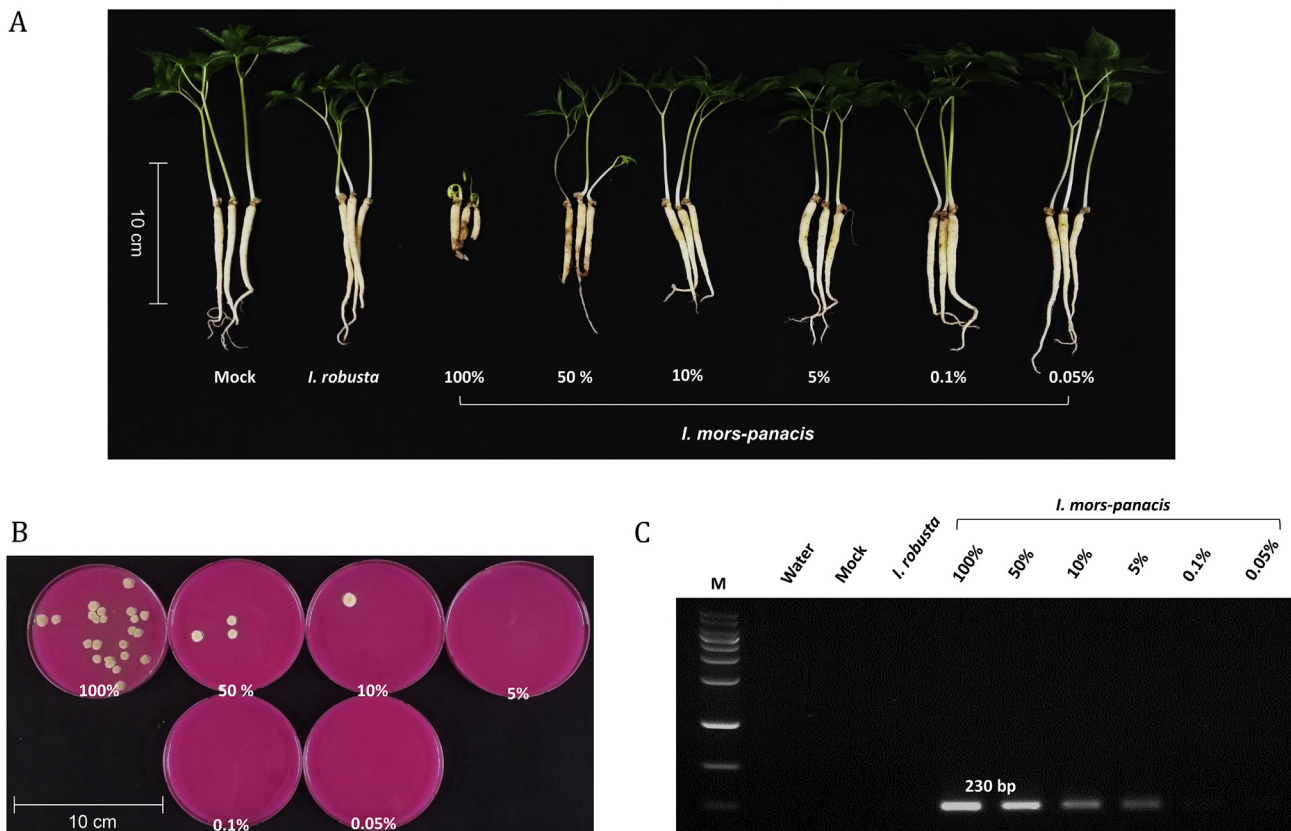 A
10 cm
Mock
I. robusta
100%
50 %
10%
5%
0.1%
0.05%
I. mors-panacis
B
100%
50 %
10%
5%
0.1%
0.05%
10 cm
C
I. mors-panacis
M
Water
Mock
I. robusta
100%
50%
10%
5%
0.1%
0.05%
230 bp